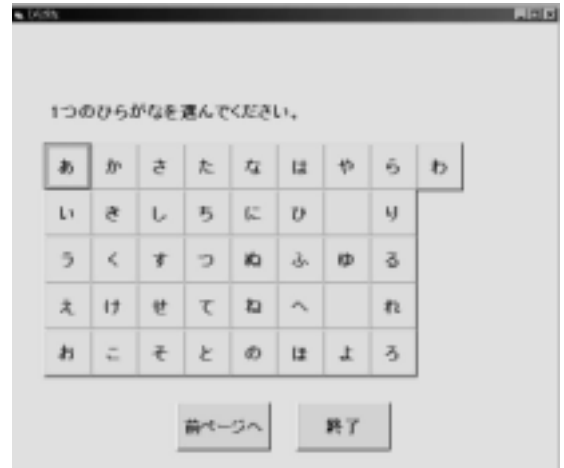 1つのひらがなを選んでください。
あ か さ た な は や ら わ
い き し ち に ひ り
う く す つ ぬ ふ ゆ る
え け せ て ね へ れ
お こ そ と の ほ よ ろ
前ページへ 終了